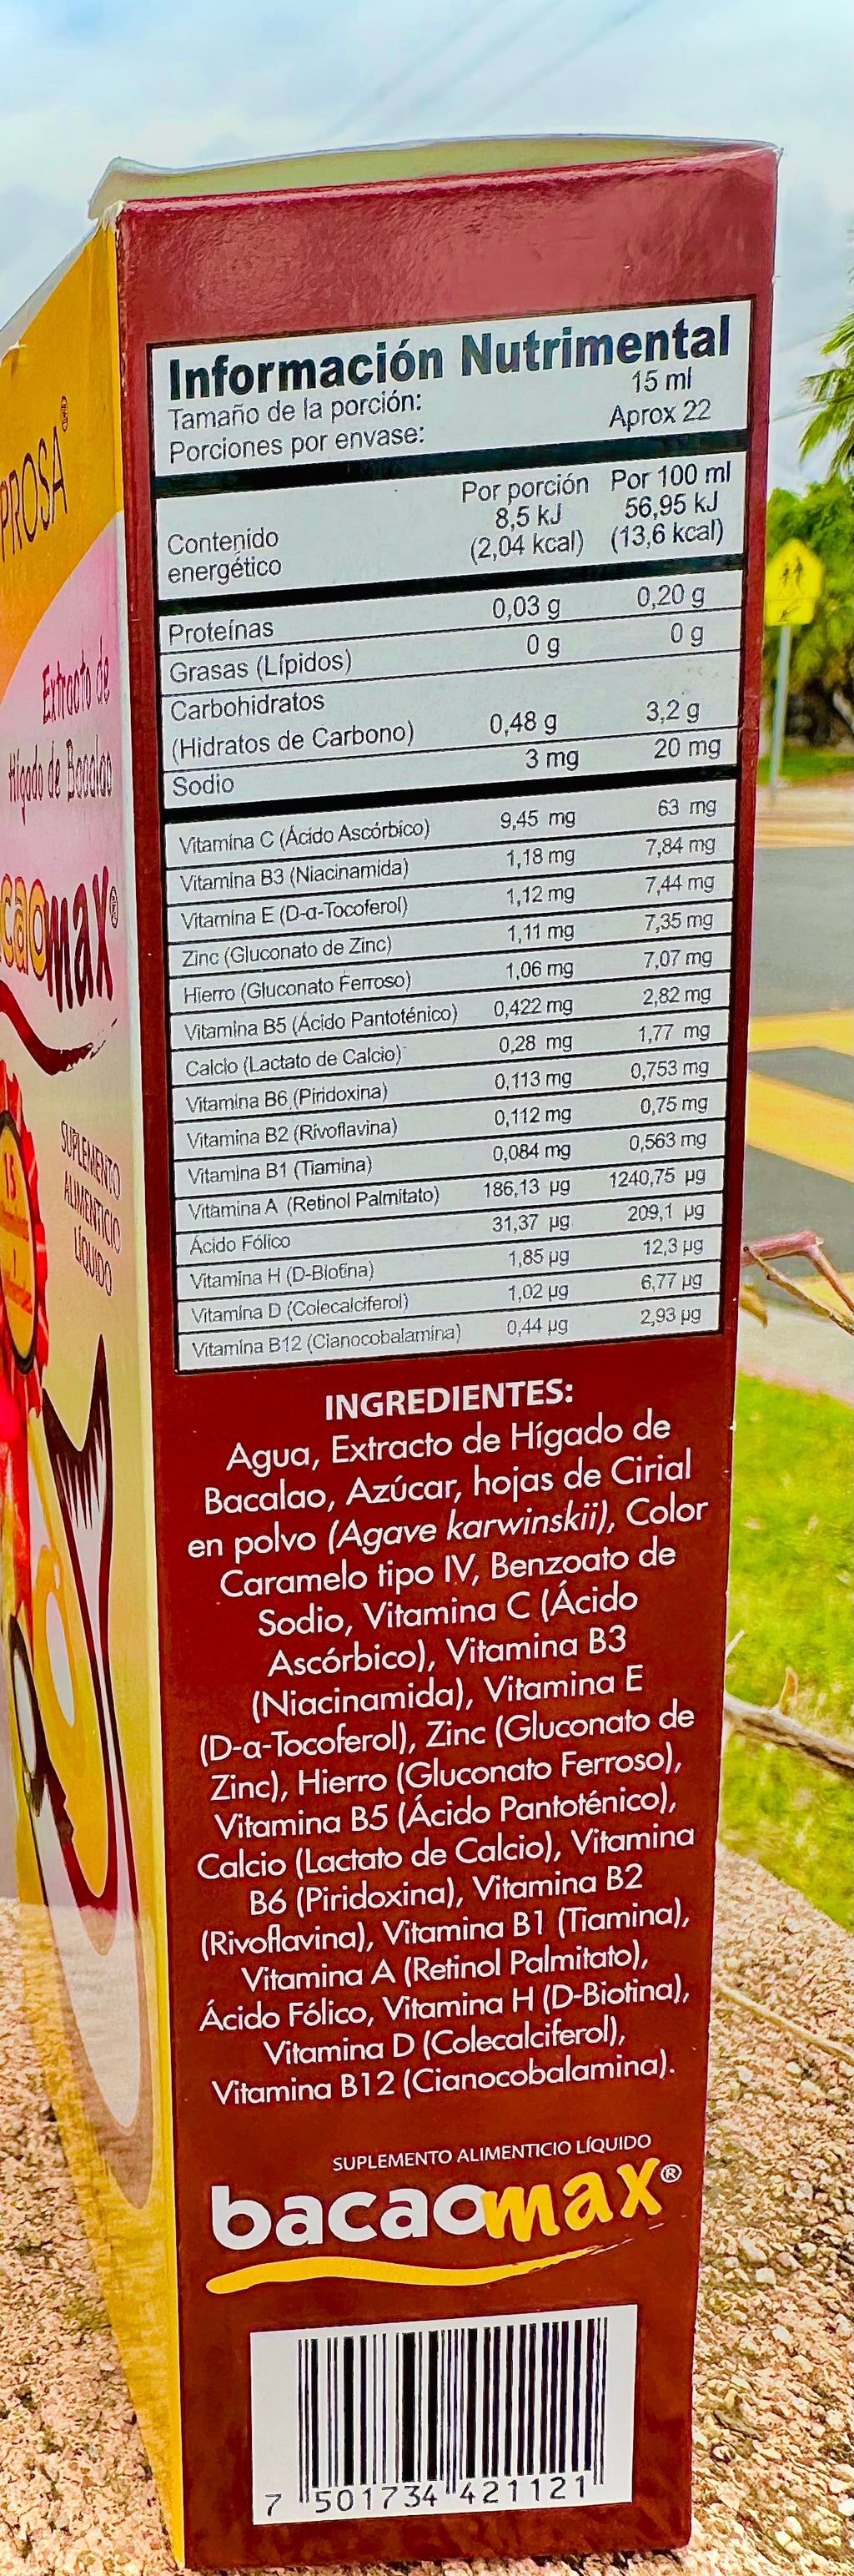 PROSA®
Extracto de
Hígado de Bacalao
caomax®
15
SUPLEMENTO
ALIMENTICIO
LÍQUIDO
Información Nutrimental
Tamaño de la porción: 15 ml
Porciones por envase: Aprox 22
Por porción Por 100 ml
Contenido 8,5 kJ 56,95 kJ
energético (2,04 kcal) (13,6 kcal)
Proteínas 0,03 g 0,20 g
Grasas (Lípidos) 0 g 0 g
Carbohidratos
(Hidratos de Carbono) 0,48 g 3,2 g
Sodio 3 mg 20 mg
Vitamina C (Ácido Ascórbico) 9,45 mg 63 mg
Vitamina B3 (Niacinamida) 1,18 mg 7,84 mg
Vitamina E (D-α-Tocoferol) 1,12 mg 7,44 mg
Zinc (Gluconato de Zinc) 1,11 mg 7,35 mg
Hierro (Gluconato Ferroso) 1,06 mg 7,07 mg
Vitamina B5 (Ácido Pantoténico) 0,422 mg 2,82 mg
Calcio (Lactato de Calcio) 0,28 mg 1,77 mg
Vitamina B6 (Piridoxina) 0,113 mg 0,753 mg
Vitamina B2 (Rivoflavina) 0,112 mg 0,75 mg
Vitamina B1 (Tiamina) 0,084 mg 0,563 mg
Vitamina A (Retinol Palmitato) 186,13 µg 1240,75 µg
Ácido Fólico 31,37 µg 209,1 µg
Vitamina H (D-Biotina) 1,85 µg 12,3 µg
Vitamina D (Colecalciferol) 1,02 µg 6,77 µg
Vitamina B12 (Cianocobalamina) 0,44 µg 2,93 µg
INGREDIENTES:
Agua, Extracto de Hígado de
Bacalao, Azúcar, hojas de Cirial
en polvo (Agave karwinskii), Color
Caramelo tipo IV, Benzoato de
Sodio, Vitamina C (Ácido
Ascórbico), Vitamina B3
(Niacinamida), Vitamina E
(D-α-Tocoferol), Zinc (Gluconato de
Zinc), Hierro (Gluconato Ferroso),
Vitamina B5 (Ácido Pantoténico),
Calcio (Lactato de Calcio), Vitamina
B6 (Piridoxina), Vitamina B2
(Rivoflavina), Vitamina B1 (Tiamina),
Vitamina A (Retinol Palmitato),
Ácido Fólico, Vitamina H (D-Biotina),
Vitamina D (Colecalciferol),
Vitamina B12 (Cianocobalamina).
SUPLEMENTO ALIMENTICIO LÍQUIDO
bacaomax®
7 501734 421121